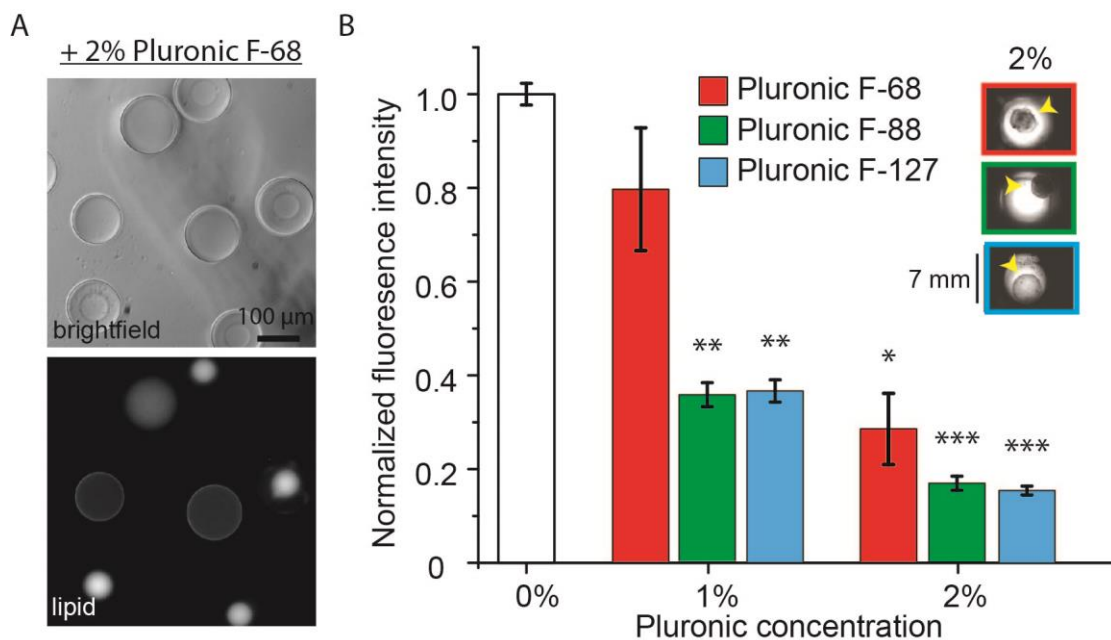 A
+ 2% Pluronic F-68
brightfield
100 μm
lipid
B
Normalized fluoresence intensity
1.0
0.8
0.6
0.4
0.2
0
Pluronic F-68
Pluronic F-88
Pluronic F-127
2%
7 mm
**
**
*
***
***
0%
1%
2%
Pluronic concentration